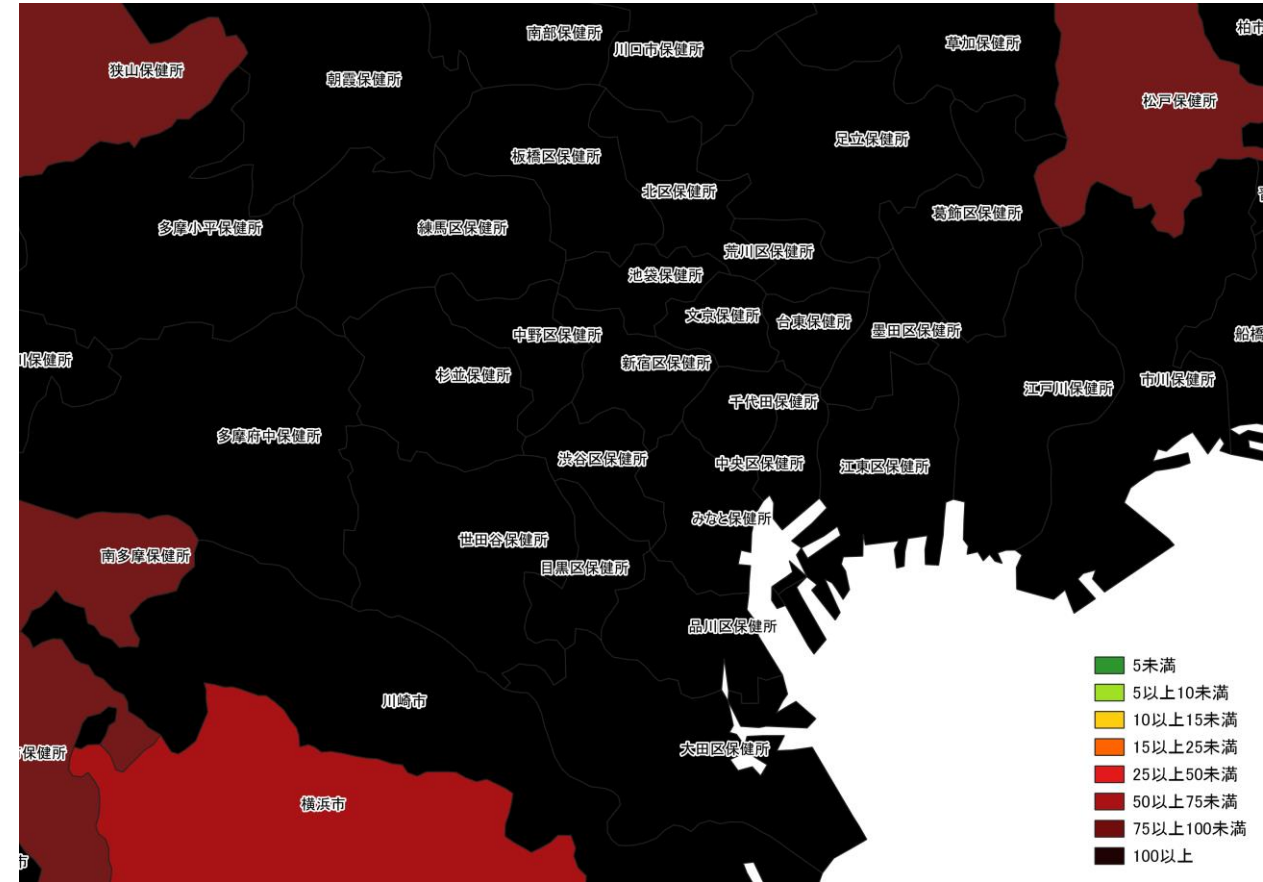 南部保健所
川口市保健所
草加保健所
柏市
狭山保健所
朝霞保健所
松戸保健所
足立保健所
板橋区保健所
北区保健所
葛飾区保健所
多摩小平保健所
練馬区保健所
荒川区保健所
池袋保健所
文京保健所
台東保健所
墨田区保健所
中野区保健所
船橋
川保健所
新宿区保健所
杉並保健所
江戸川保健所
市川保健所
千代田保健所
多摩府中保健所
渋谷区保健所
中央区保健所
江東区保健所
みなと保健所
世田谷保健所
南多摩保健所
目黒区保健所
品川区保健所
5未満
5以上10未満
川崎市
10以上15未満
15以上25未満
大田区保健所
保健所
25以上50未満
横浜市
50以上75未満
75以上100未満
100以上
市